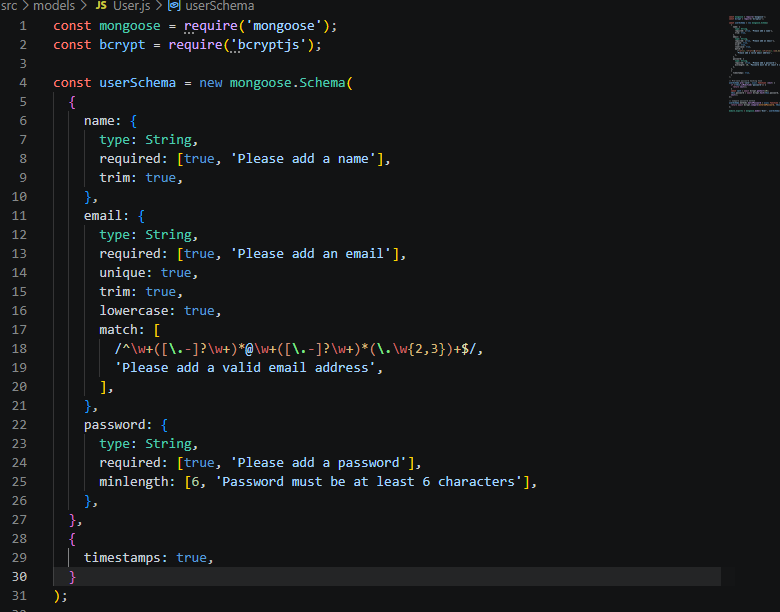 src > models > JS User.js > userSchema
1 const mongoose = require('mongoose');
2 const bcrypt = require('bcryptjs');
3
4 const userSchema = new mongoose.Schema(
5   {
6     name: {
7       type: String,
8       required: [true, 'Please add a name'],
9       trim: true,
10     },
11     email: {
12       type: String,
13       required: [true, 'Please add an email'],
14       unique: true,
15       trim: true,
16       lowercase: true,
17       match: [
18         /^\w+([\.-]?\w+)*@\w+([\.-]?\w+)*(\.\w{2,3})+$/,
19         'Please add a valid email address',
20       ],
21     },
22     password: {
23       type: String,
24       required: [true, 'Please add a password'],
25       minlength: [6, 'Password must be at least 6 characters'],
26     },
27   },
28   {
29     timestamps: true,
30   }
31 );